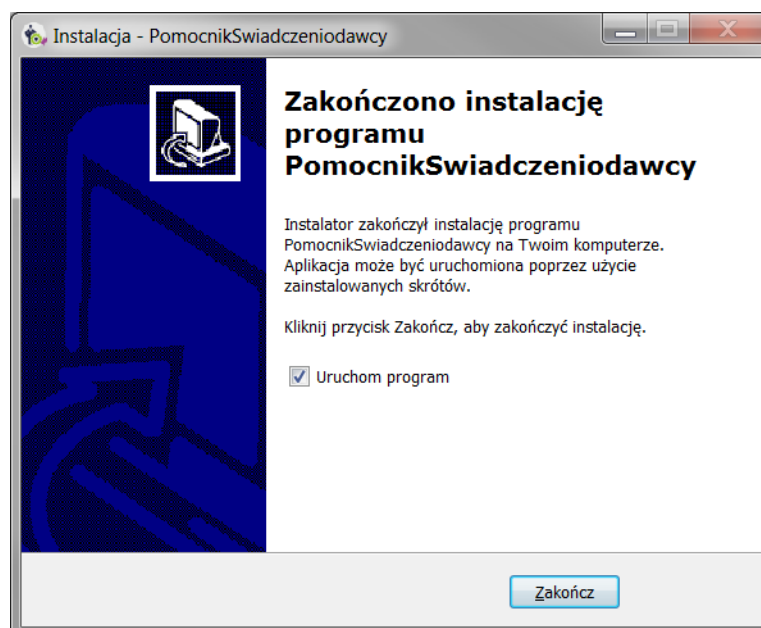 Instalacja - PomocnikSwiadczeniodawcy
Zakończono instalację
programu
PomocnikSwiadczeniodawcy
Instalator zakończył instalację programu
PomocnikSwiadczeniodawcy na Twoim komputerze.
Aplikacja może być uruchomiona poprzez użycie
zainstalowanych skrótów.
Kliknij przycisk Zakończ, aby zakończyć instalację.
Uruchom program
Zakończ